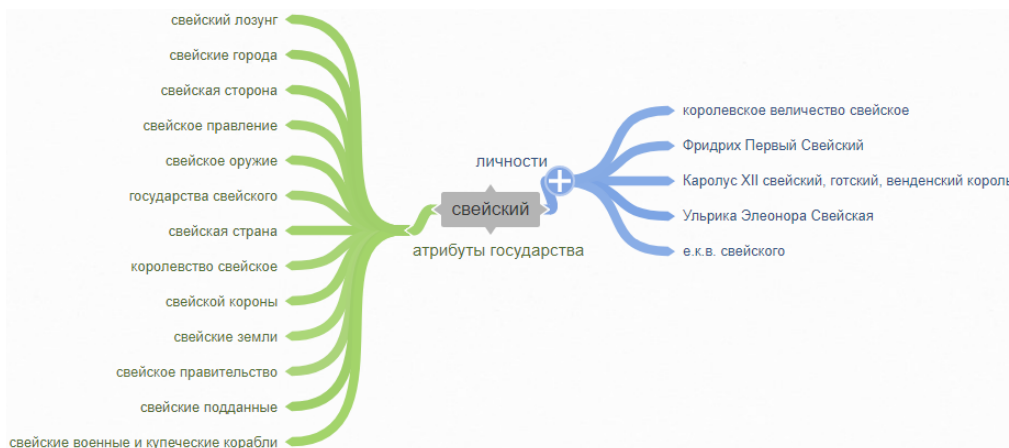 свейский лозунг
свейские города
свейская сторона
свейское правление
свейское оружие
государства свейского
свейская страна
королевство свейское
свейской короны
свейские земли
свейское правительство
свейские подданные
свейские военные и купеческие корабли
личности
свейский
атрибуты государства
королевское величество свейское
Фридрих Первый Свейский
Каролус XII свейский, готский, венденский король
Ульрика Элеонора Свейская
е.к.в. свейского